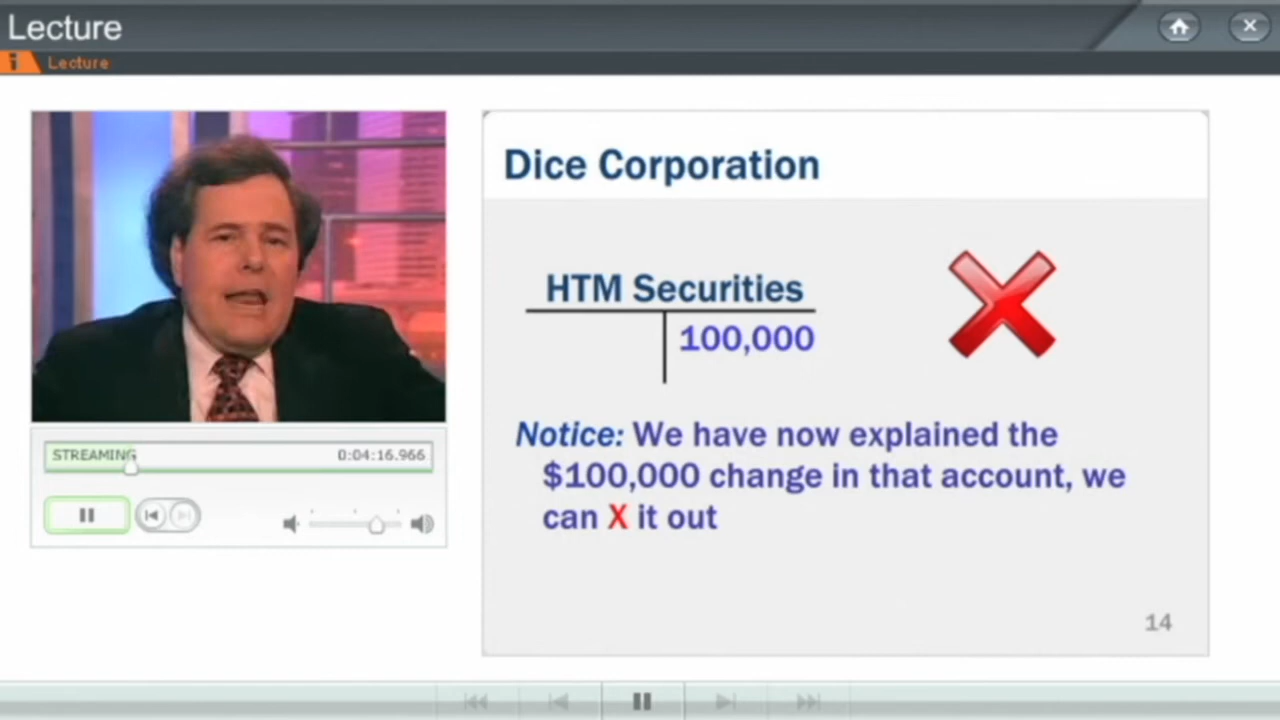 Lecture
i Lecture
Dice Corporation
HTM Securities
100,000
Notice: We have now explained the
$100,000 change in that account, we
can X it out
STREAMING 0:04:16.966
14